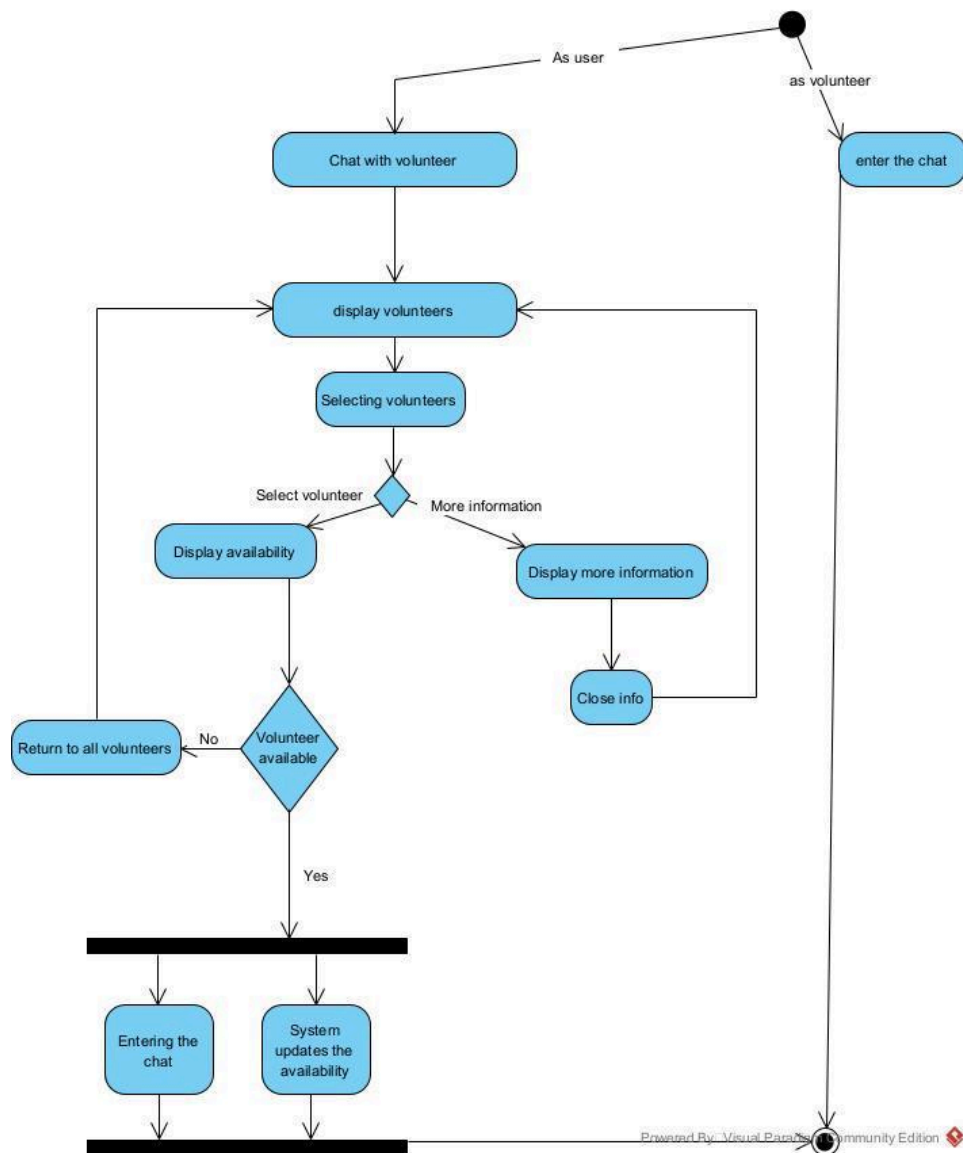 As user
as volunteer
Chat with volunteer
enter the chat
display volunteers
Selecting volunteers
Select volunteer
More information
Display availability
Display more information
Close info
Return to all volunteers
No
Volunteer
available
Yes
Entering the
chat
System
updates the
availability
Powered By Visual Paradigm Community Edition